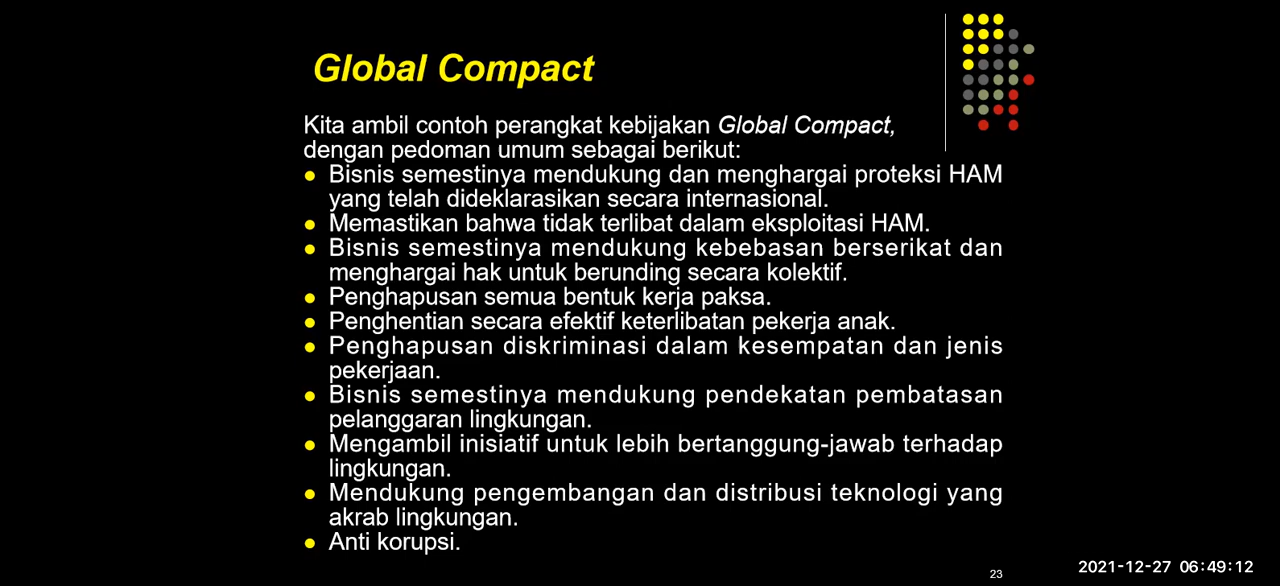 Global Compact
Kita ambil contoh perangkat kebijakan Global Compact,
dengan pedoman umum sebagai berikut:
● Bisnis semestinya mendukung dan menghargai proteksi HAM
yang telah dideklarasikan secara internasional.
● Memastikan bahwa tidak terlibat dalam eksploitasi HAM.
● Bisnis semestinya mendukung kebebasan berserikat dan
menghargai hak untuk berunding secara kolektif.
● Penghapusan semua bentuk kerja paksa.
● Penghentian secara efektif keterlibatan pekerja anak.
● Penghapusan diskriminasi dalam kesempatan dan jenis
pekerjaan.
● Bisnis semestinya mendukung pendekatan pembatasan
pelanggaran lingkungan.
● Mengambil inisiatif untuk lebih bertanggung-jawab terhadap
lingkungan.
● Mendukung pengembangan dan distribusi teknologi yang
akrab lingkungan.
● Anti korupsi.
23
2021-12-27 06:49:12